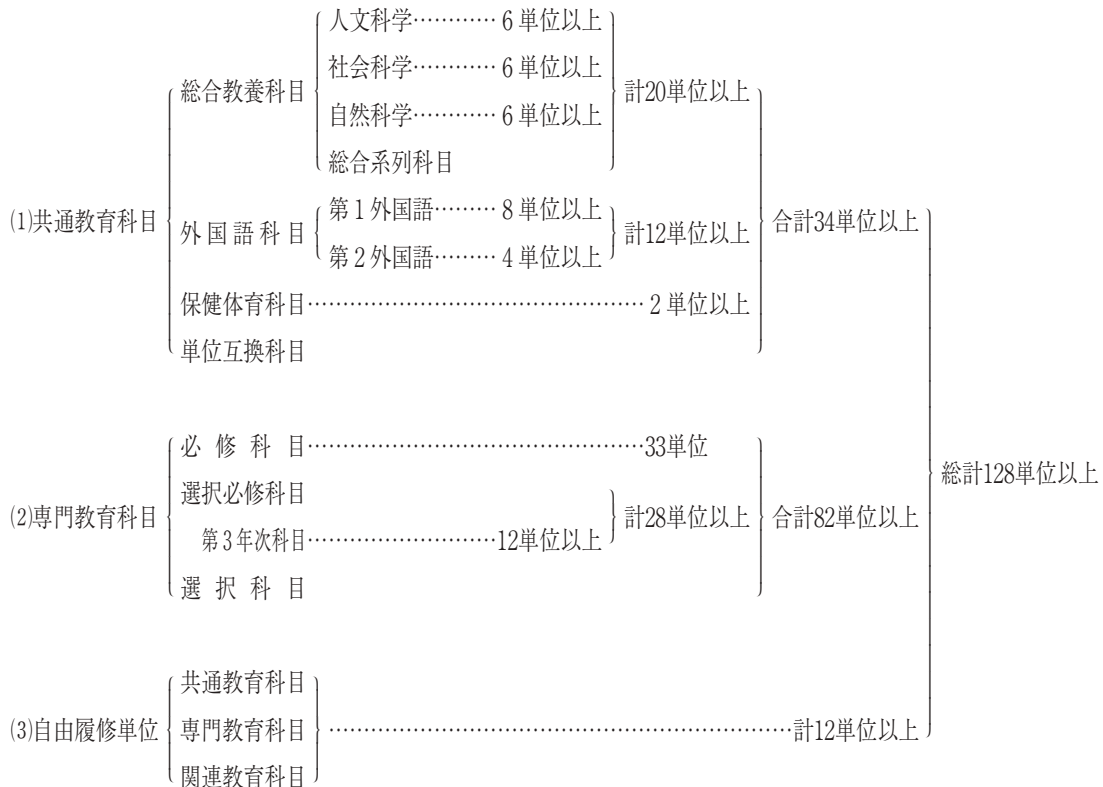 人文科学………… 6 単位以上
社会科学………… 6 単位以上
総合教養科目 計20単位以上
自然科学………… 6 単位以上
総合系列科目
第１外国語……… 8 単位以上
(1)共通教育科目 外国語科目 計12単位以上 合計34単位以上
第２外国語……… 4 単位以上
保健体育科目………………………………………… 2 単位以上
単位互換科目
必修科目…………………………………………33単位
総計128単位以上
選択必修科目
(2)専門教育科目 計28単位以上 合計82単位以上
第３年次科目………………………12単位以上
選択科目
共通教育科目
(3)自由履修単位 専門教育科目 …………………………………………………………計12単位以上
関連教育科目